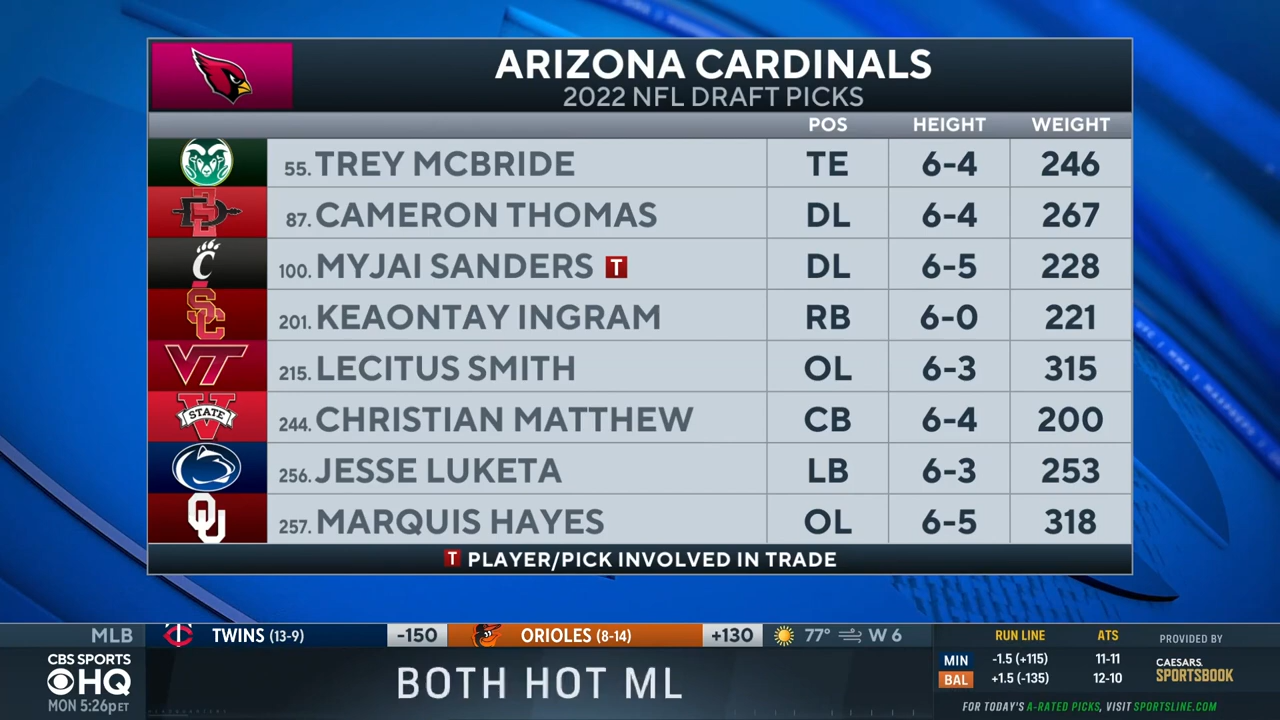 ARIZONA CARDINALS
2022 NFL DRAFT PICKS
POS HEIGHT WEIGHT
55. TREY MCBRIDE TE 6-4 246
SD 87. CAMERON THOMAS DL 6-4 267
C 100. MYJAI SANDERS T DL 6-5 228
SC 201. KEAONTAY INGRAM RB 6-0 221
VT 215. LECITUS SMITH OL 6-3 315
V STATE 244. CHRISTIAN MATTHEW CB 6-4 200
256. JESSE LUKETA LB 6-3 253
OU 257. MARQUIS HAYES OL 6-5 318
T PLAYER/PICK INVOLVED IN TRADE
MLB TC TWINS (13-9) -150 ORIOLES (8-14) +130 77° W 6
CBS SPORTS HQ
MON 5:26PET
BOTH HOT ML
RUN LINE ATS
MIN -1.5 (+115) 11-11
BAL +1.5 (-135) 12-10
PROVIDED BY
CAESARS
SPORTSBOOK
FOR TODAY'S A-RATED PICKS, VISIT SPORTSLINE.COM